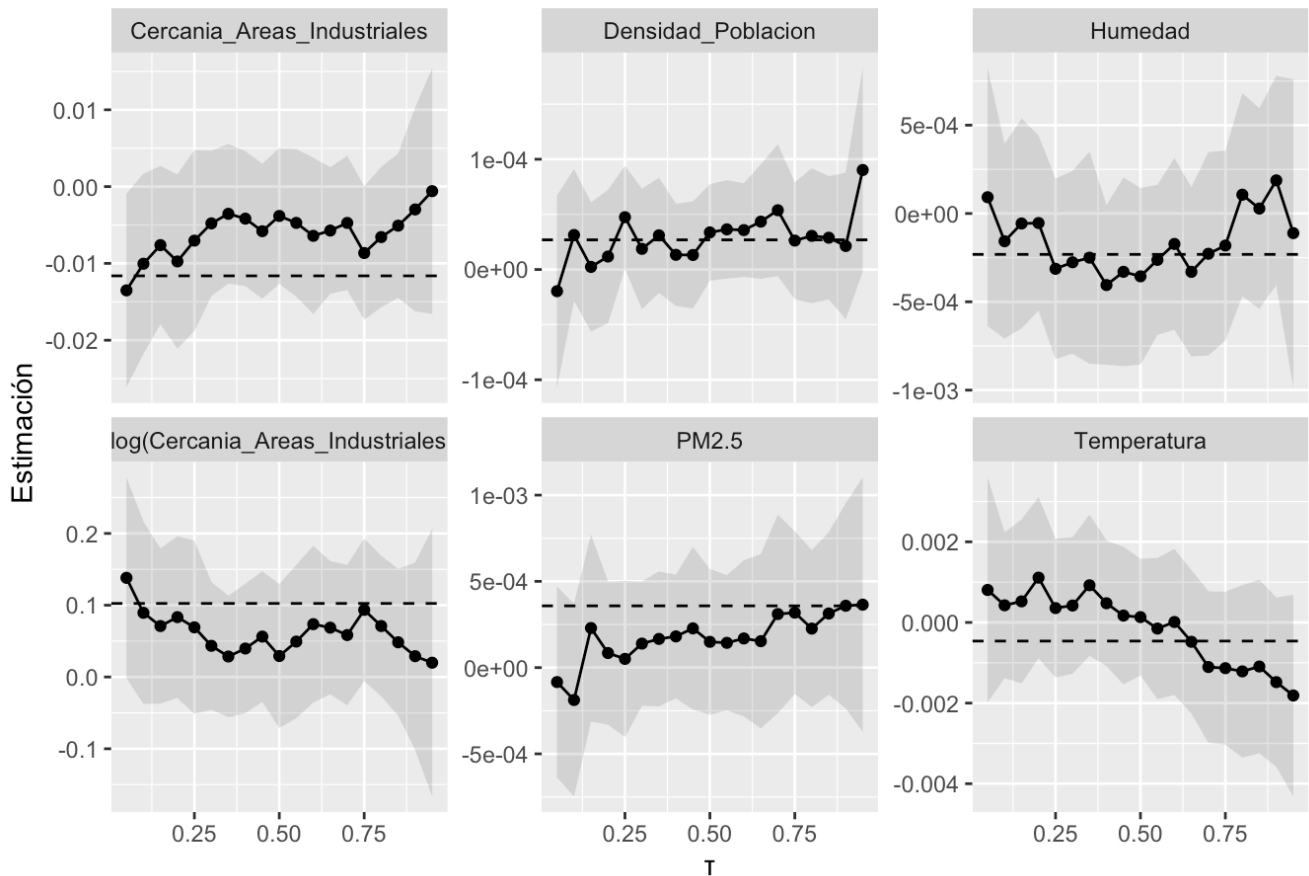 Cercania_Areas_Industriales
Densidad_Poblacion
Humedad
0.01
0.00
-0.01
-0.02
1e-04
0e+00
-1e-04
5e-04
0e+00
-5e-04
-1e-03
Estimación
log(Cercania_Areas_Industriales
PM2.5
Temperatura
0.2
0.1
0.0
-0.1
1e-03
5e-04
0e+00
-5e-04
0.002
0.000
-0.002
-0.004
0.25 0.50 0.75
0.25 0.50 0.75
0.25 0.50 0.75
τ